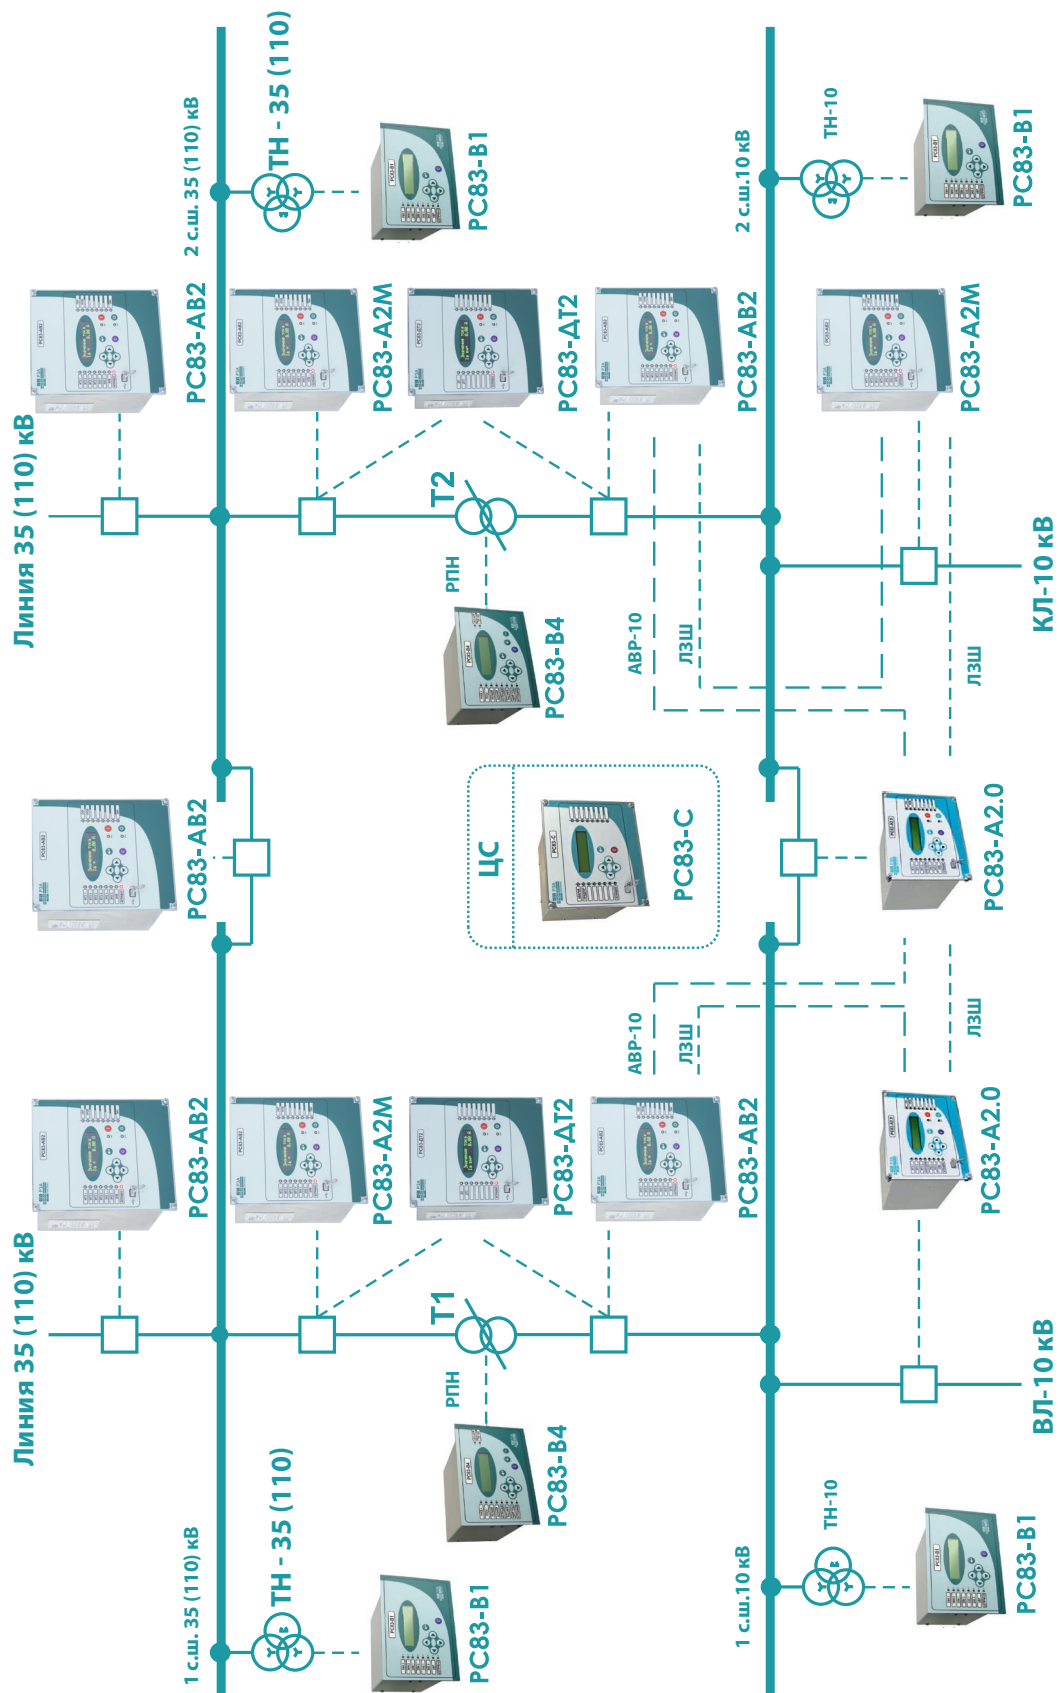 Линия 35 (110) кВ
Линия 35 (110) кВ
1 с.ш. 35 (110) кВ
РС83-АВ2
РС83-АВ2
РС83-АВ2
2 с.ш. 35 (110) кВ
ТН - 35 (110)
ТН - 35 (110)
РС83-А2М
РС83-А2М
РПН
Т1
РПН
Т2
РС83-В1
ЦС
РС83-В1
РС83-В4
РС83-ДТ2
РС83-В4
РС83-ДТ2
АВР-10
АВР-10
ЛЗШ
РС83-С
ЛЗШ
1 с.ш.10 кВ
РС83-АВ2
РС83-АВ2
2 с.ш.10 кВ
ТН-10
ТН-10
ЛЗШ
ЛЗШ
РС83-А2.0
РС83-А2.0
РС83-А2М
РС83-В1
РС83-В1
ВЛ-10 кВ
КЛ-10 кВ